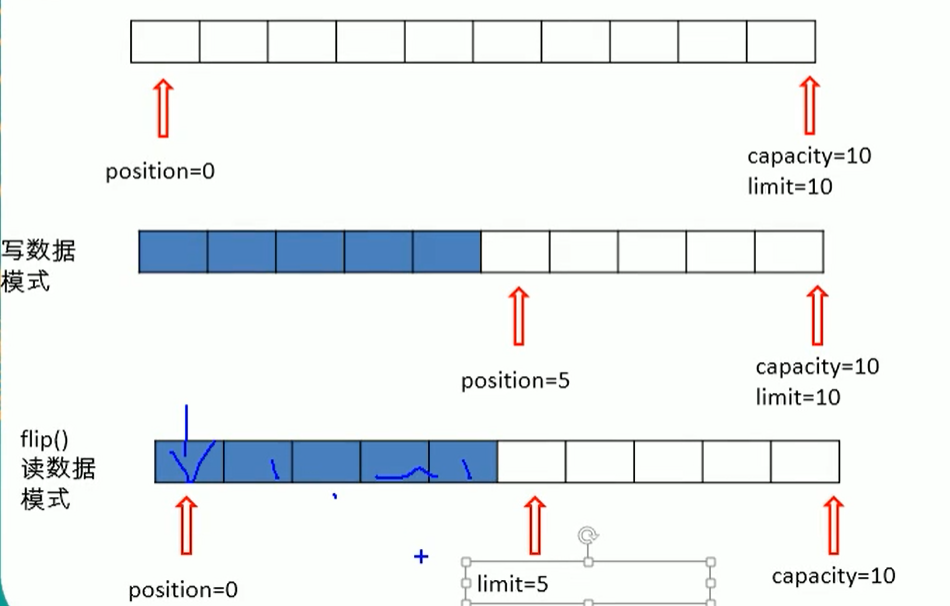 position=0
capacity=10
limit=10
写数据
模式
position=5
capacity=10
limit=10
flip()
读数据
模式
position=0
limit=5
capacity=10